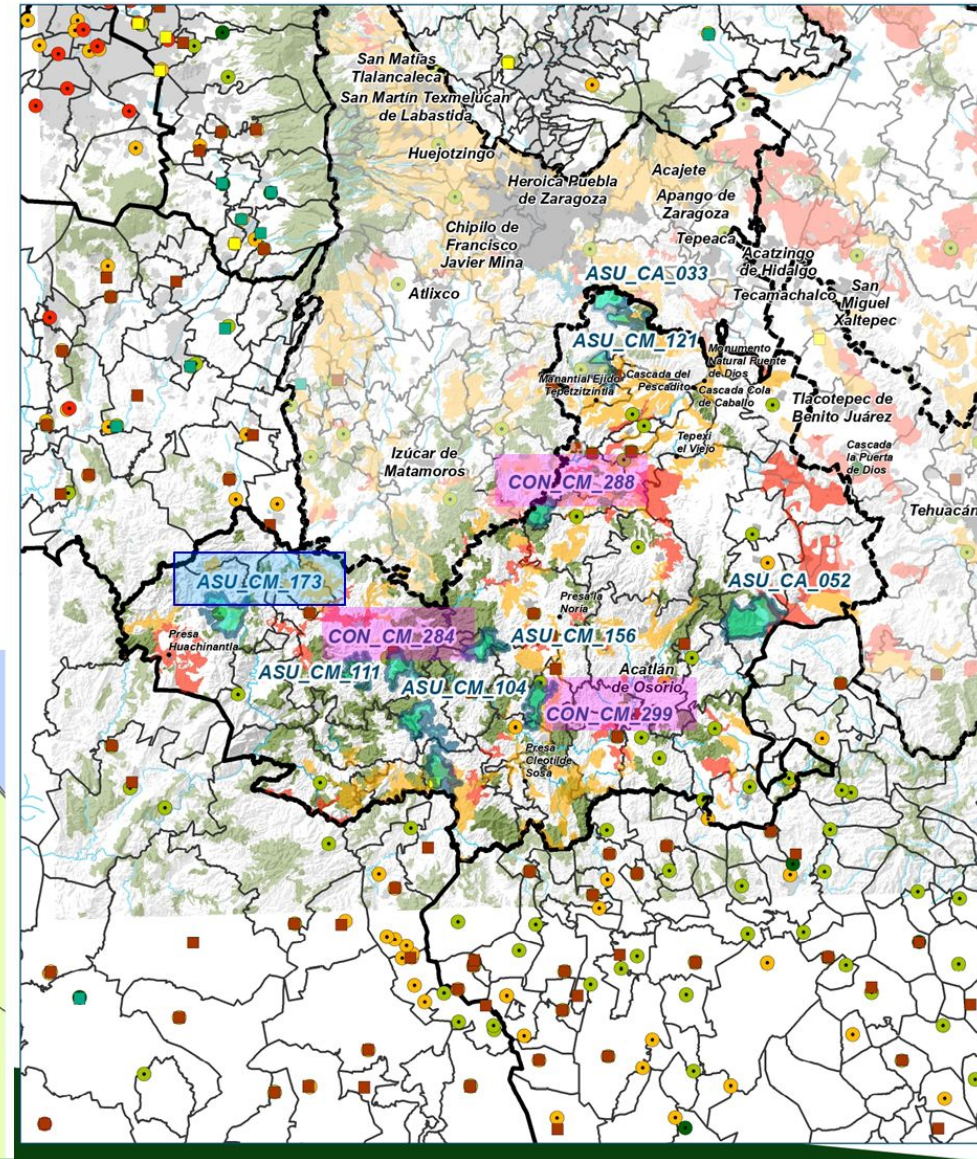 San Matías
Tlalancaleca
San Martín Texmelucan
de Labastida
Huejotzingo
Heroica Puebla
de Zaragoza
Acajete
Apango de
Zaragoza
Chipilo de
Francisco
Javier Mina
Tepeaca
Acatzingo
de Hidalgo
ASU_CA_033
Atlixco
Tecamachalco
San
Miguel
Xaltepec
ASU_CM_121
Monumento
Natural Puente
de Dios
Manantial Ejido
Tepetzitzintla
Cascada del
Pescadito
Cascada Cola
de Caballo
Tlacotepec de
Benito Juárez
Tepexi
el Viejo
Izúcar de
Matamoros
Cascada
la Puerta
de Dios
CON_CM_288
Tehuacán
ASU_CM_173
ASU_CA_052
Presa la
Noria
CON_CM_284
ASU_CM_156
Presa
Huachinantla
ASU_CM_111
ASU_CM_104
Acatlán
de Osorio
CON_CM_299
Presa
Cleotilde
Sosa